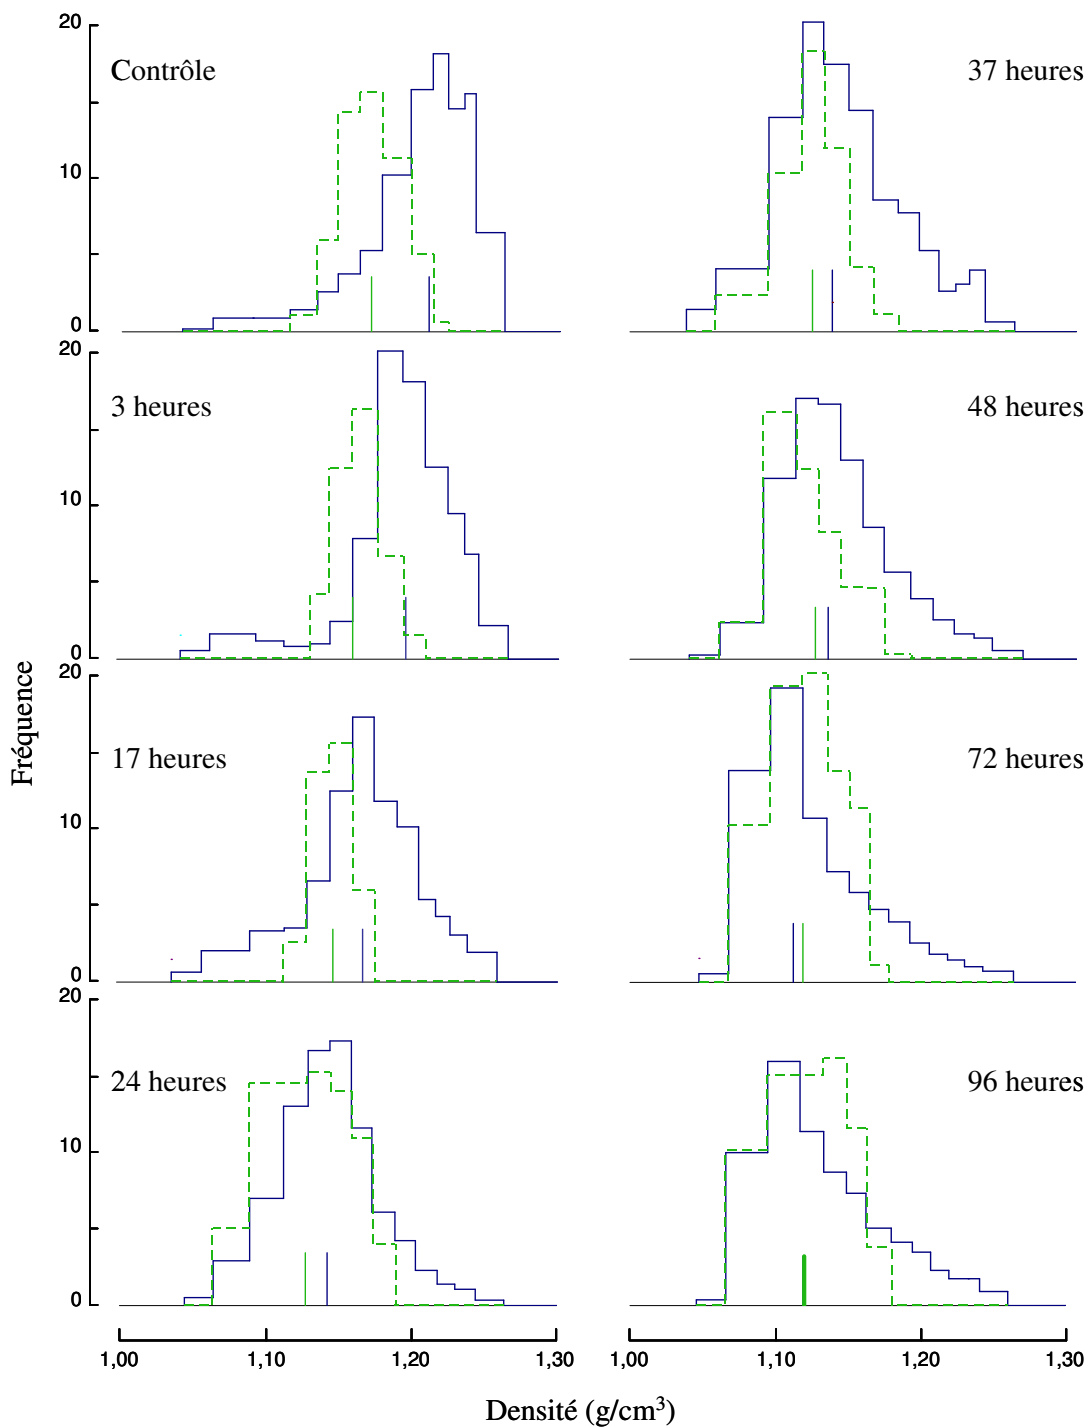 20
Contrôle
37 heures
10
0
20
3 heures
48 heures
10
0
20
17 heures
72 heures
10
0
20
24 heures
96 heures
10
0
Fréquence
1,00 1,10 1,20 1,30
1,00 1,10 1,20 1,30
Densité (g/cm³)